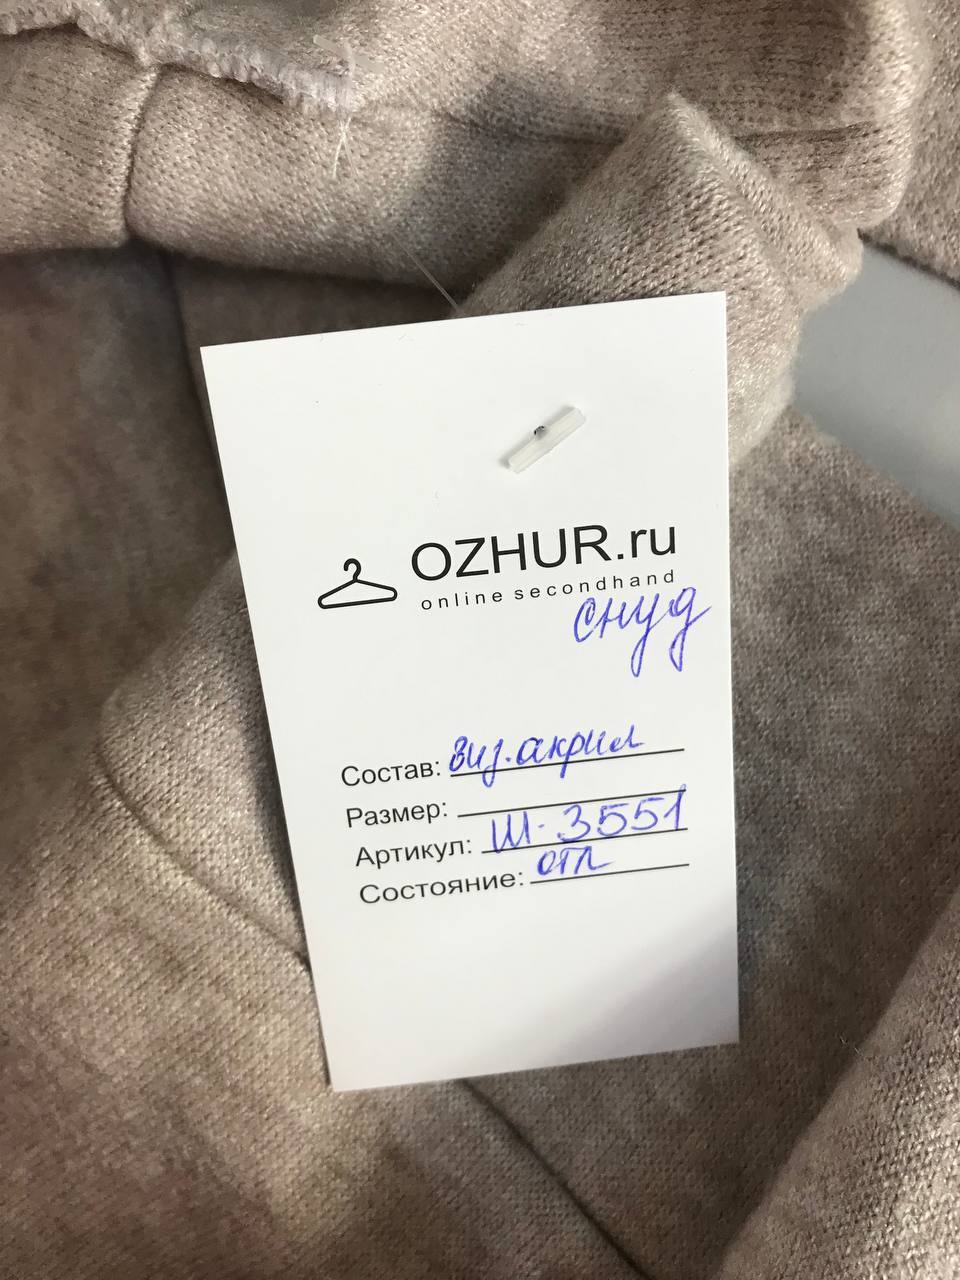 OZHUR.ru
online secondhand
снуд
Состав: виз. акрил
Размер:
Артикул: Ш-3551
Состояние: отл